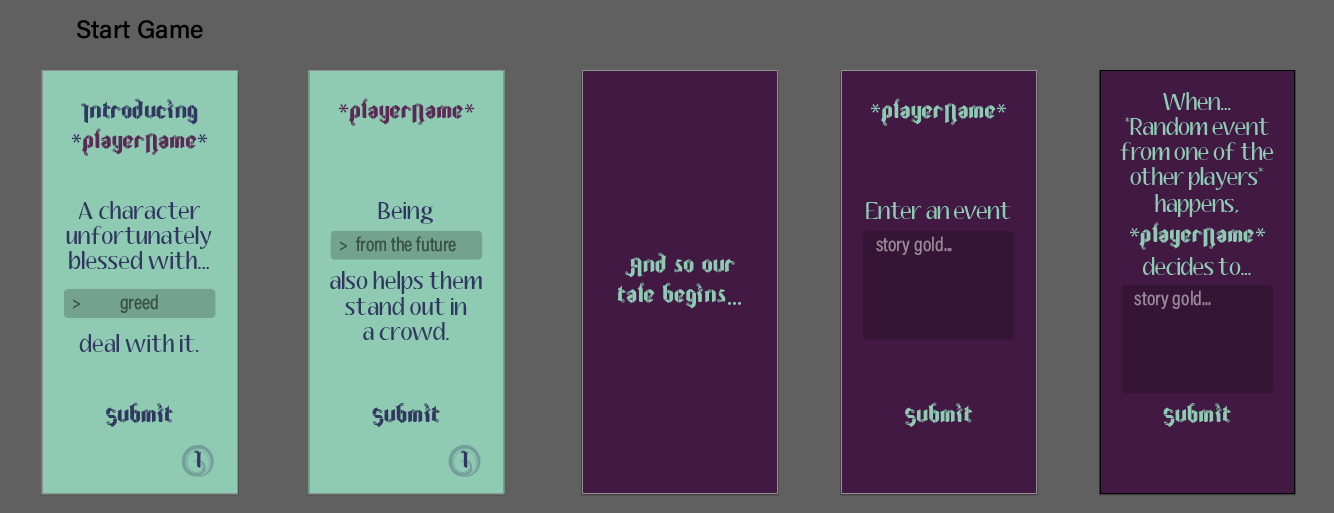 Start Game
Introducing
*playerName*
A character
unfortunately
blessed with...
> greed
deal with it.
Submit
1
*playerName*
Being
> from the future
also helps them
stand out in
a crowd.
Submit
1
And so our
tale begins...
*playerName*
Enter an event
story gold...
Submit
When...
*Random event
from one of the
other players*
happens,
*playerName*
decides to...
story gold...
Submit